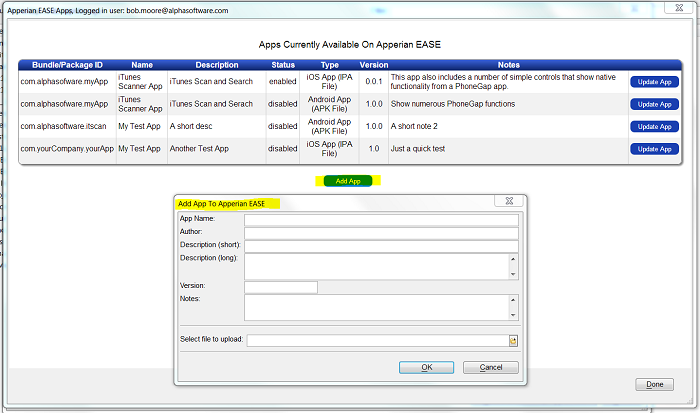 Apperian EASE Apps, Logged in user: bob.moore@alphasoftware.com
Apps Currently Available On Apperian EASE
Bundle/Package ID Name Description Status Type Version Notes
com.alphasofware.myApp iTunes Scanner App iTunes Scan and Search enabled iOS App (IPA File) 0.0.1 This app also includes a number of simple controls that show native functionality from a PhoneGap app. Update App
com.alphasofware.myApp iTunes Scanner App iTunes Scan and Serach disabled Android App (APK File) 1.0.0 Show numerous PhoneGap functions Update App
com.alphasoftware.itscan My Test App A short desc disabled Android App (APK File) 1.0.0 A short note 2 Update App
com.yourCompany.yourApp My Test App Another Test App disabled iOS App (IPA File) 1.0 Just a quick test Update App
Add App
Add App To Apperian EASE
App Name:
Author:
Description (short):
Description (long):
Version:
Notes:
Select file to upload:
OK Cancel
Done